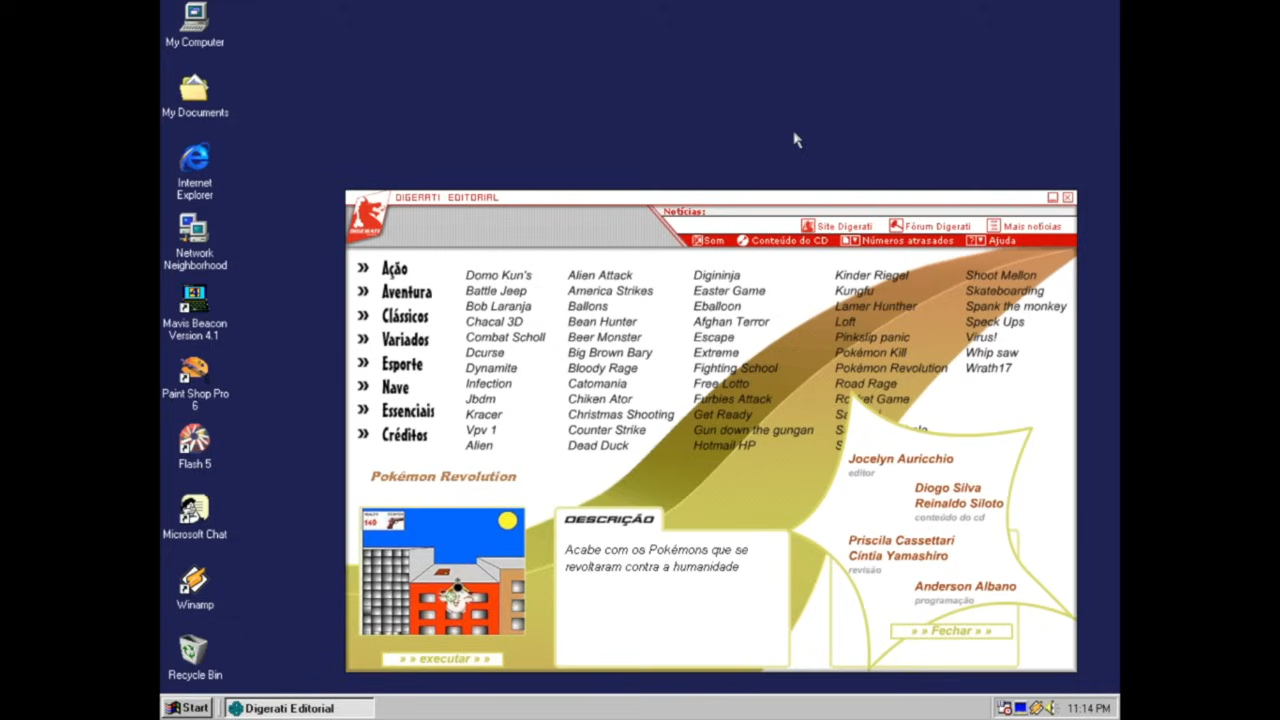 My Computer
My Documents
Internet
Explorer
Network
Neighborhood
Mavis Beacon
Version 4.1
Paint Shop Pro
6
Flash 5
Microsoft Chat
Winamp
Recycle Bin
DIGERATI EDITORIAL
Notícias:
Site Digerati
Fórum Digerati
Mais notícias
Som
Conteúdo do CD
Números atrasados
Ajuda
» Ação
» Aventura
» Clássicos
» Variados
» Esporte
» Nave
» Essenciais
» Créditos
Domo Kun's
Battle Jeep
Bob Laranja
Chacal 3D
Combat Scholl
Dcurse
Dynamite
Infection
Jbdm
Kracer
Vpv 1
Alien
Alien Attack
America Strikes
Ballons
Bean Hunter
Beer Monster
Big Brown Bary
Bloody Rage
Catomania
Chiken Ator
Christmas Shooting
Counter Strike
Dead Duck
Digininja
Easter Game
Eballoon
Afghan Terror
Escape
Extreme
Fighting School
Free Lotto
Furbies Attack
Get Ready
Gun down the gungan
Hotmail HP
Kinder Riegel
Kungfu
Lamer Hunther
Loft
Pinkslip panic
Pokémon Kill
Pokémon Revolution
Road Rage
Rocket Game
Shoot Mellon
Skateboarding
Spank the monkey
Speck Ups
Virus!
Whip saw
Wrath17
Pokémon Revolution
140
» » executar » »
DESCRIÇÃO
Acabe com os Pokémons que se
revoltaram contra a humanidade
Jocelyn Auricchio
editor
Diogo Silva
Reinaldo Siloto
conteúdo do cd
Priscila Cassettari
Cíntia Yamashiro
revisão
Anderson Albano
programação
» » Fechar » »
Start
Digerati Editorial
11:14 PM